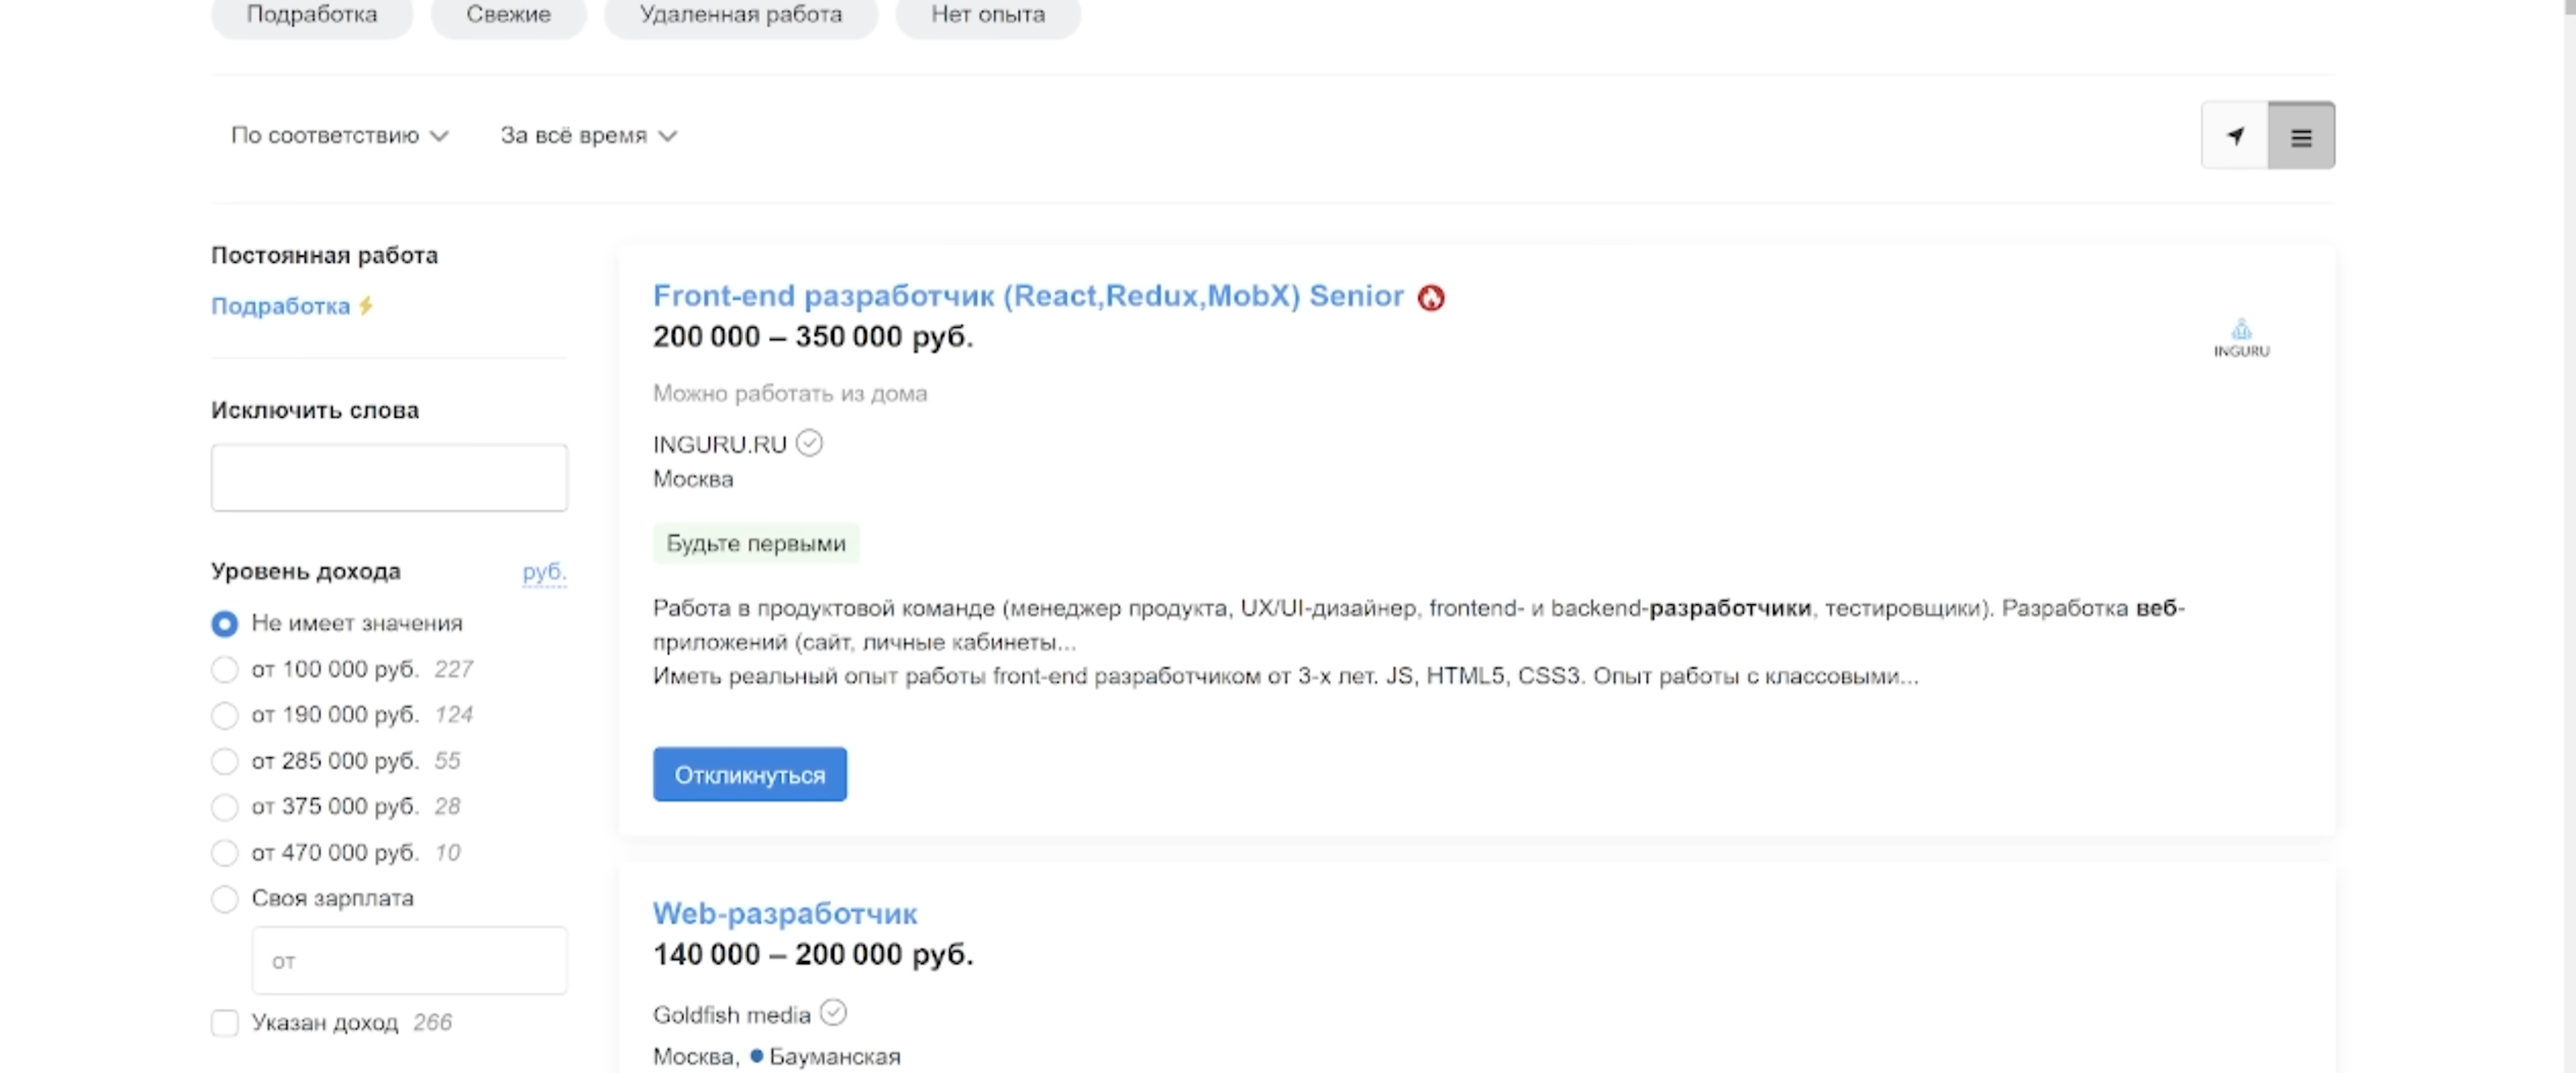 Подработка
Свежие
Удаленная работа
Нет опыта
По соответствию
За всё время
Постоянная работа
Подработка
Исключить слова
Уровень дохода
руб.
Не имеет значения
от 100 000 руб. 227
от 190 000 руб. 124
от 285 000 руб. 55
от 375 000 руб. 28
от 470 000 руб. 10
Своя зарплата
от
Указан доход 266
Front-end разработчик (React,Redux,MobX) Senior
200 000 – 350 000 руб.
INGURU
Можно работать из дома
INGURU.RU
Москва
Будьте первыми
Работа в продуктовой команде (менеджер продукта, UX/UI-дизайнер, frontend- и backend-разработчики, тестировщики). Разработка веб-
приложений (сайт, личные кабинеты...
Иметь реальный опыт работы front-end разработчиком от 3-х лет. JS, HTML5, CSS3. Опыт работы с классовыми...
Откликнуться
Web-разработчик
140 000 – 200 000 руб.
Goldfish media
Москва, Бауманская